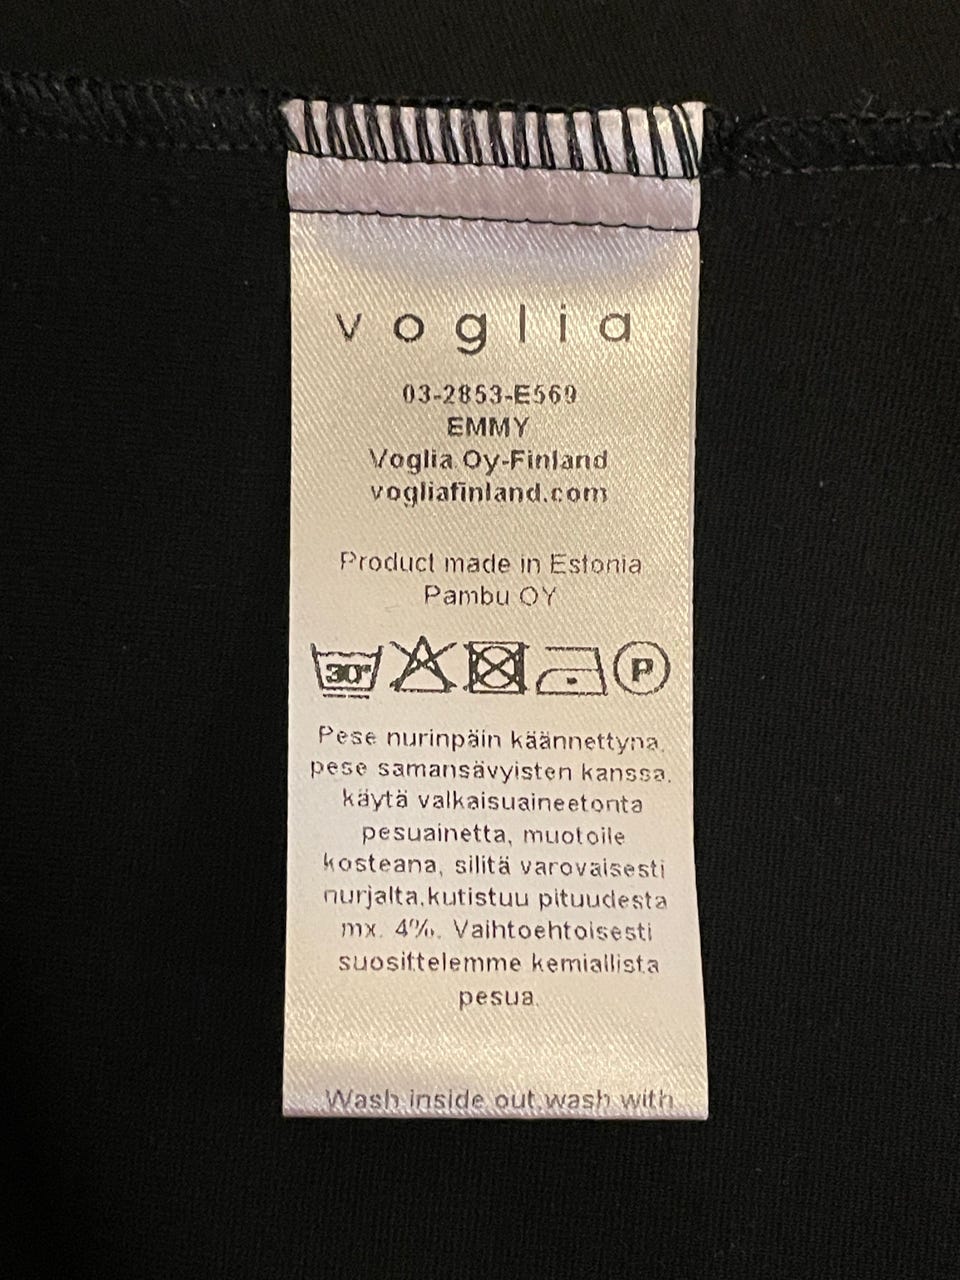 voglia
03-2853-E569
EMMY
Voglia Oy-Finland
vogliafinland.com
Product made in Estonia
Pambu OY
30°
P
Pese nurinpäin käännettynä,
pese samansävyisten kanssa,
käytä valkaisuaineetonta
pesuainetta, muotoile
kosteana, silitä varovaisesti
nurjalta,kutistuu pituudesta
mx. 4%. Vaihtoehtoisesti
suosittelemme kemiallista
pesua.
Wash inside out,wash with